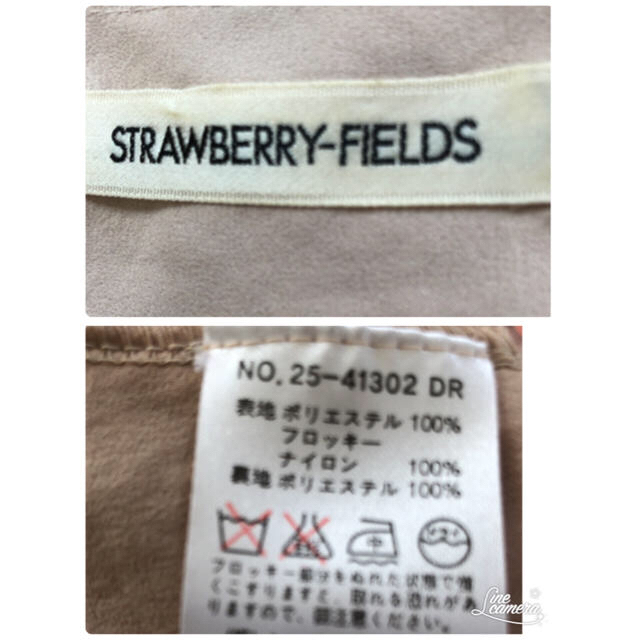 STRAWBERRY-FIELDS
NO. 25-41302 DR
表地 ポリエステル 100%
フロッキー
ナイロン 100%
裏地 ポリエステル 100%
フロッキー部分をぬれた状態で強
くこすりますと、取れる恐れがあ
りますので、御注意ください。
Line camera